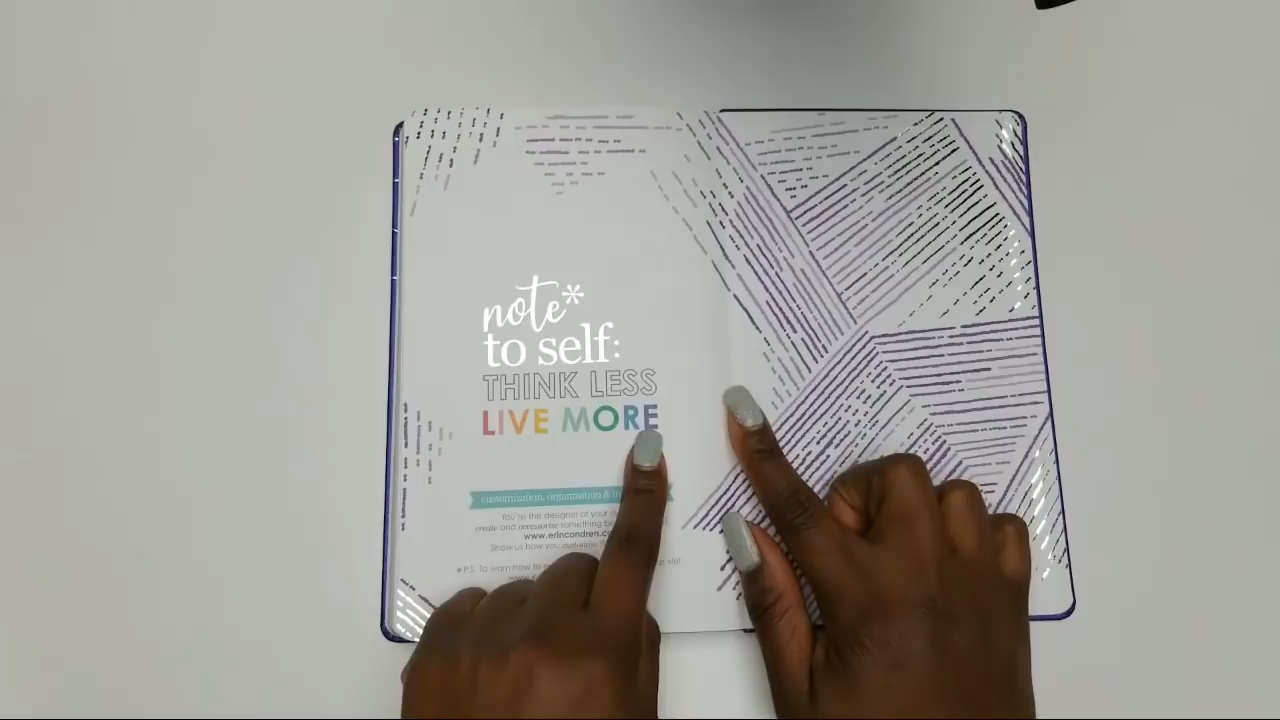 note*
to self:
THINK LESS
LIVE MORE
customization, organization &
You're the designer of your
create and accessorize something
www.erincondren.
Show us how you
*P.S. To learn how to
visit